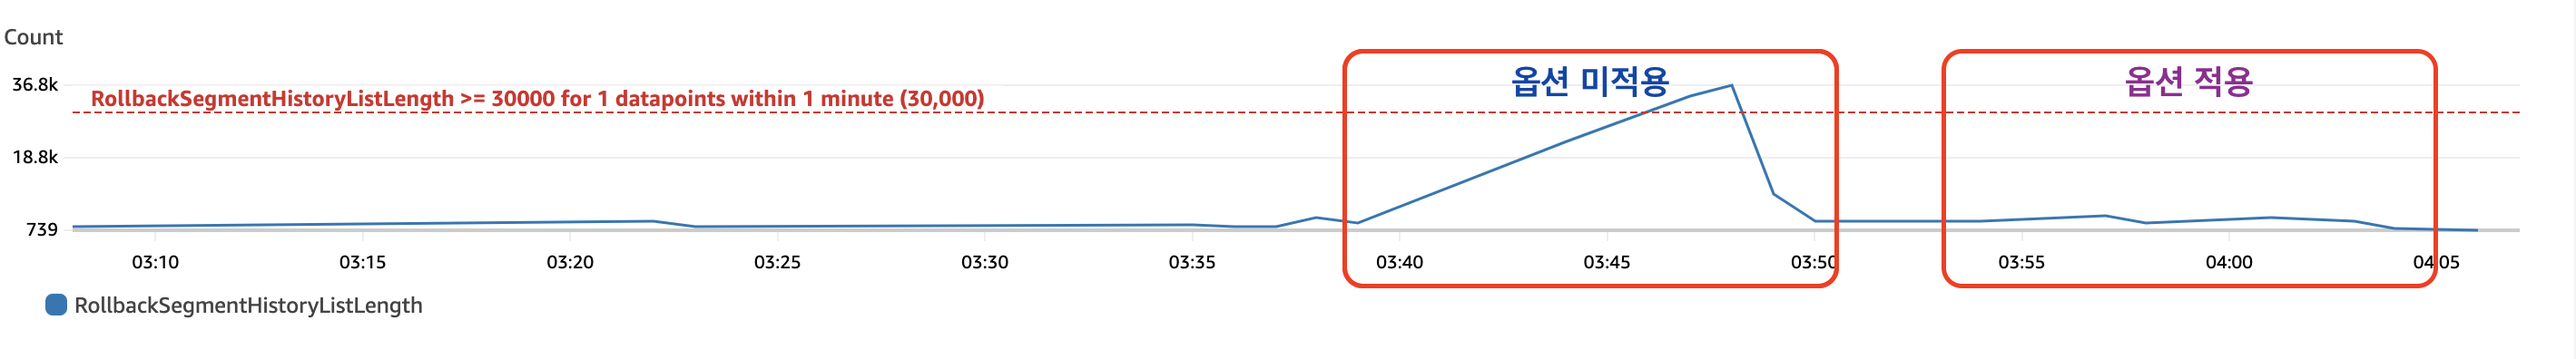 Count
36.8k
옵션 미적용
옵션 적용
RollbackSegmentHistoryListLength >= 30000 for 1 datapoints within 1 minute (30,000)
18.8k
739
03:10 03:15 03:20 03:25 03:30 03:35 03:40 03:45 03:50 03:55 04:00 04:05
RollbackSegmentHistoryListLength